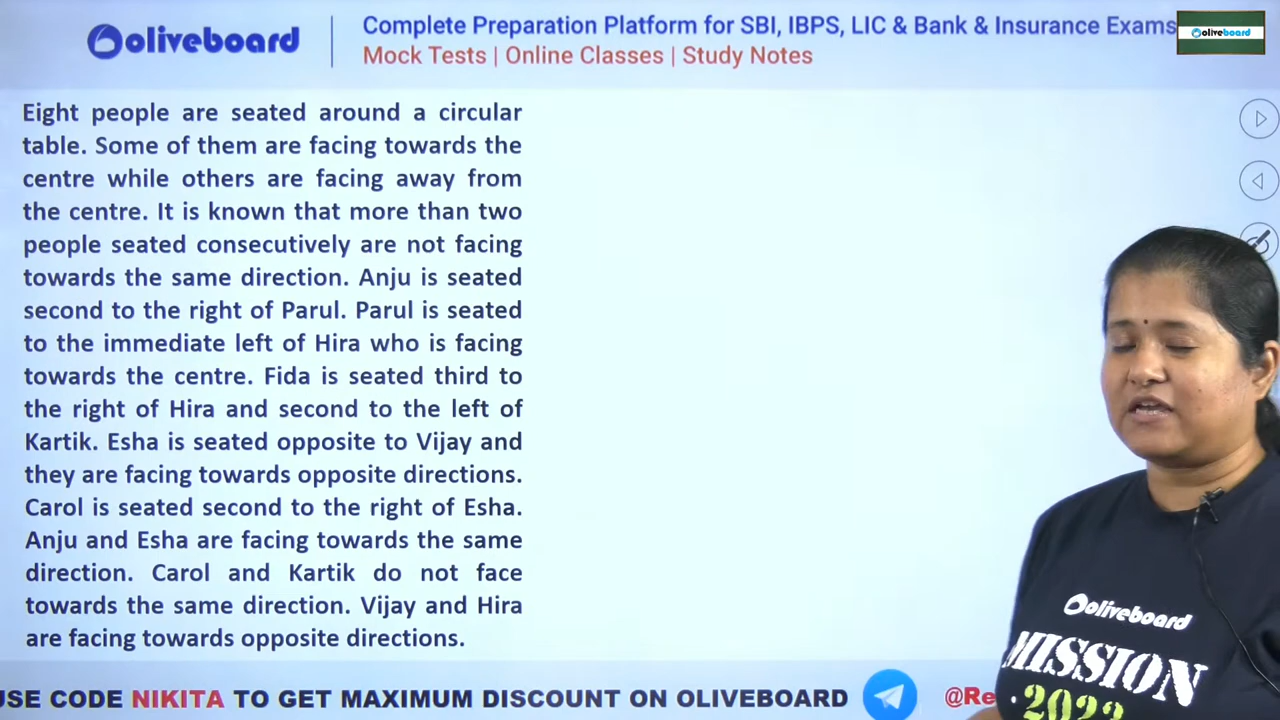 oliveboard
Complete Preparation Platform for SBI, IBPS, LIC & Bank & Insurance Exams
Mock Tests | Online Classes | Study Notes
oliveboard
Eight people are seated around a circular
table. Some of them are facing towards the
centre while others are facing away from
the centre. It is known that more than two
people seated consecutively are not facing
towards the same direction. Anju is seated
second to the right of Parul. Parul is seated
to the immediate left of Hira who is facing
towards the centre. Fida is seated third to
the right of Hira and second to the left of
Kartik. Esha is seated opposite to Vijay and
they are facing towards opposite directions.
Carol is seated second to the right of Esha.
Anju and Esha are facing towards the same
direction. Carol and Kartik do not face
towards the same direction. Vijay and Hira
are facing towards opposite directions.
oliveboard
MISSION
2023
USE CODE NIKITA TO GET MAXIMUM DISCOUNT ON OLIVEBOARD
@Re